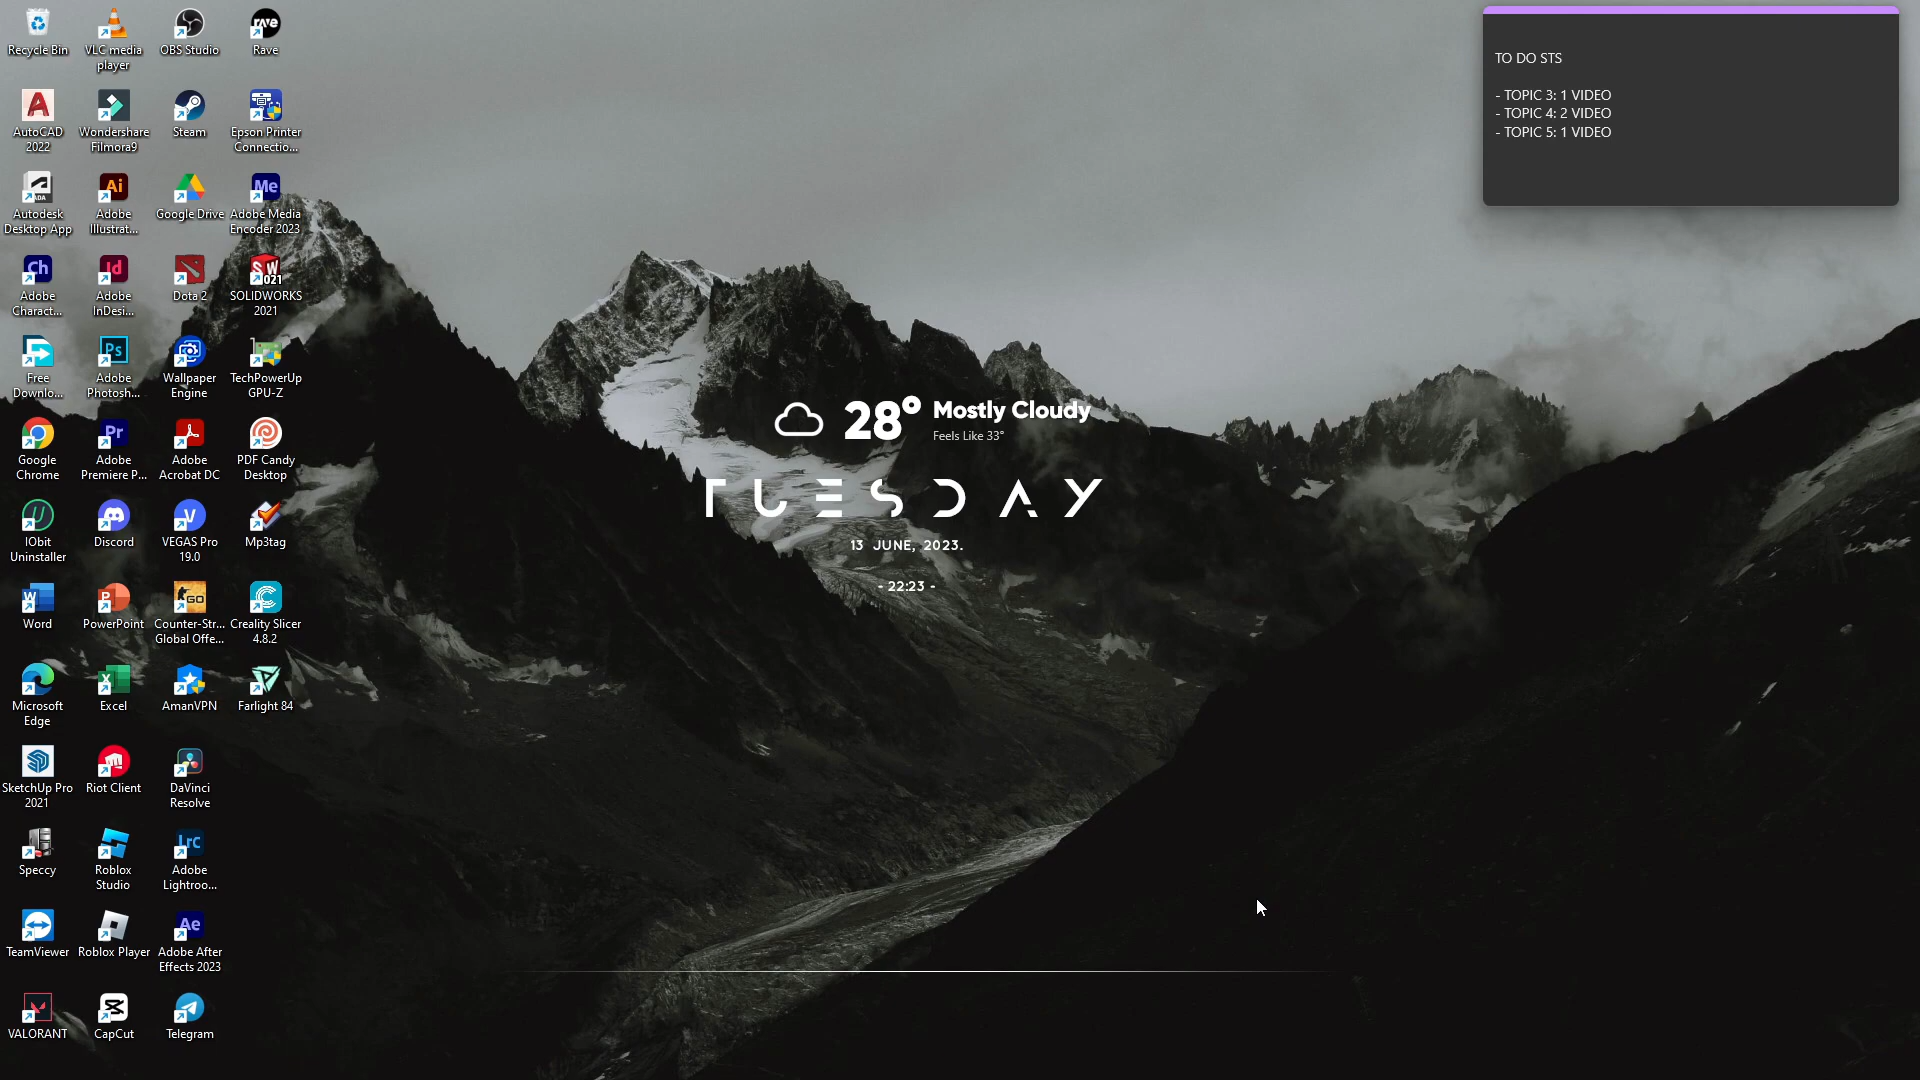 Recycle Bin
VLC media
player
OBS Studio
Rave
AutoCAD
2022
Wondershare
Filmora9
Steam
Epson Printer
Connectio...
Autodesk
Desktop App
Adobe
Illustrat...
Google Drive
Adobe Media
Encoder 2023
Adobe
Charact...
Adobe
InDesi...
Dota 2
SOLIDWORKS
2021
Free
Downlo...
Adobe
Photosh...
Wallpaper
Engine
TechPowerUp
GPU-Z
Google
Chrome
Adobe
Premiere P...
Adobe
Acrobat DC
PDF Candy
Desktop
IObit
Uninstaller
Discord
VEGAS Pro
19.0
Mp3tag
Word
PowerPoint
Counter-Str...
Global Offe...
Creality Slicer
4.8.2
Microsoft
Edge
Excel
AmanVPN
Farlight 84
SketchUp Pro
2021
Riot Client
DaVinci
Resolve
Speccy
Roblox
Studio
Adobe
Lightroo...
TeamViewer
Roblox Player
Adobe After
Effects 2023
VALORANT
CapCut
Telegram
28° Mostly Cloudy
Feels Like 33°
TUESDAY
13 JUNE, 2023.
- 22:23 -
TO DO STS
- TOPIC 3: 1 VIDEO
- TOPIC 4: 2 VIDEO
- TOPIC 5: 1 VIDEO